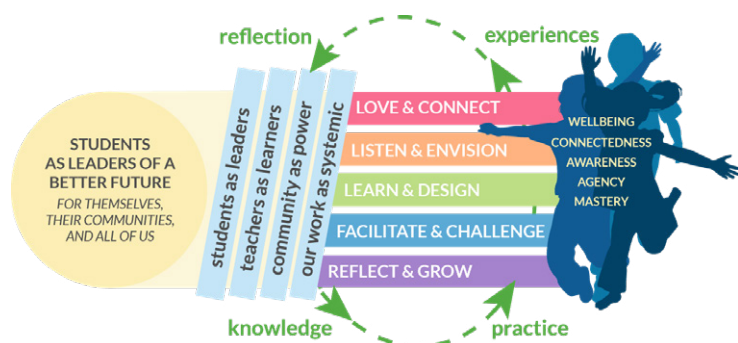 reflection
experiences
STUDENTS
AS LEADERS OF A
BETTER FUTURE
FOR THEMSELVES,
THEIR COMMUNITIES,
AND ALL OF US
students as leaders
teachers as learners
community as power
our work as systemic
LOVE & CONNECT
LISTEN & ENVISION
LEARN & DESIGN
FACILITATE & CHALLENGE
REFLECT & GROW
WELLBEING
CONNECTEDNESS
AWARENESS
AGENCY
MASTERY
knowledge
practice